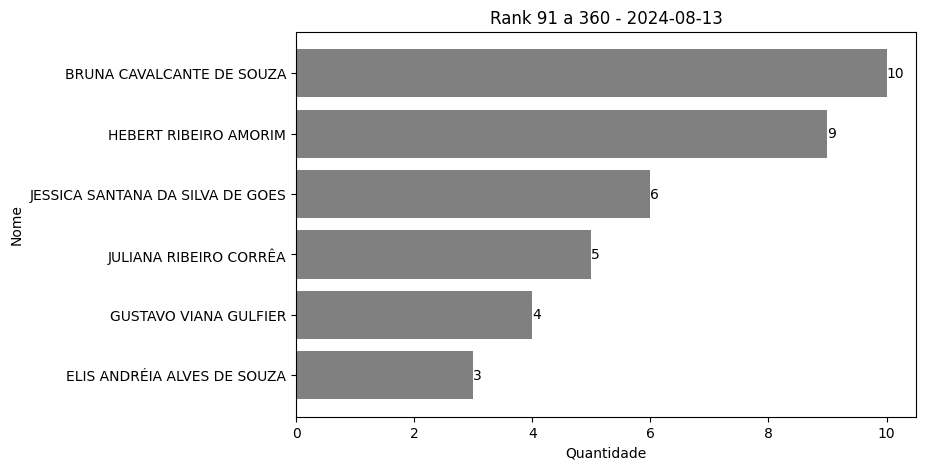 Rank 91 a 360 - 2024-08-13
BRUNA CAVALCANTE DE SOUZA
10
HEBERT RIBEIRO AMORIM
9
JESSICA SANTANA DA SILVA DE GOES
6
JULIANA RIBEIRO CORRÊA
5
GUSTAVO VIANA GULFIER
4
ELIS ANDRÉIA ALVES DE SOUZA
3
Nome
0 2 4 6 8 10
Quantidade